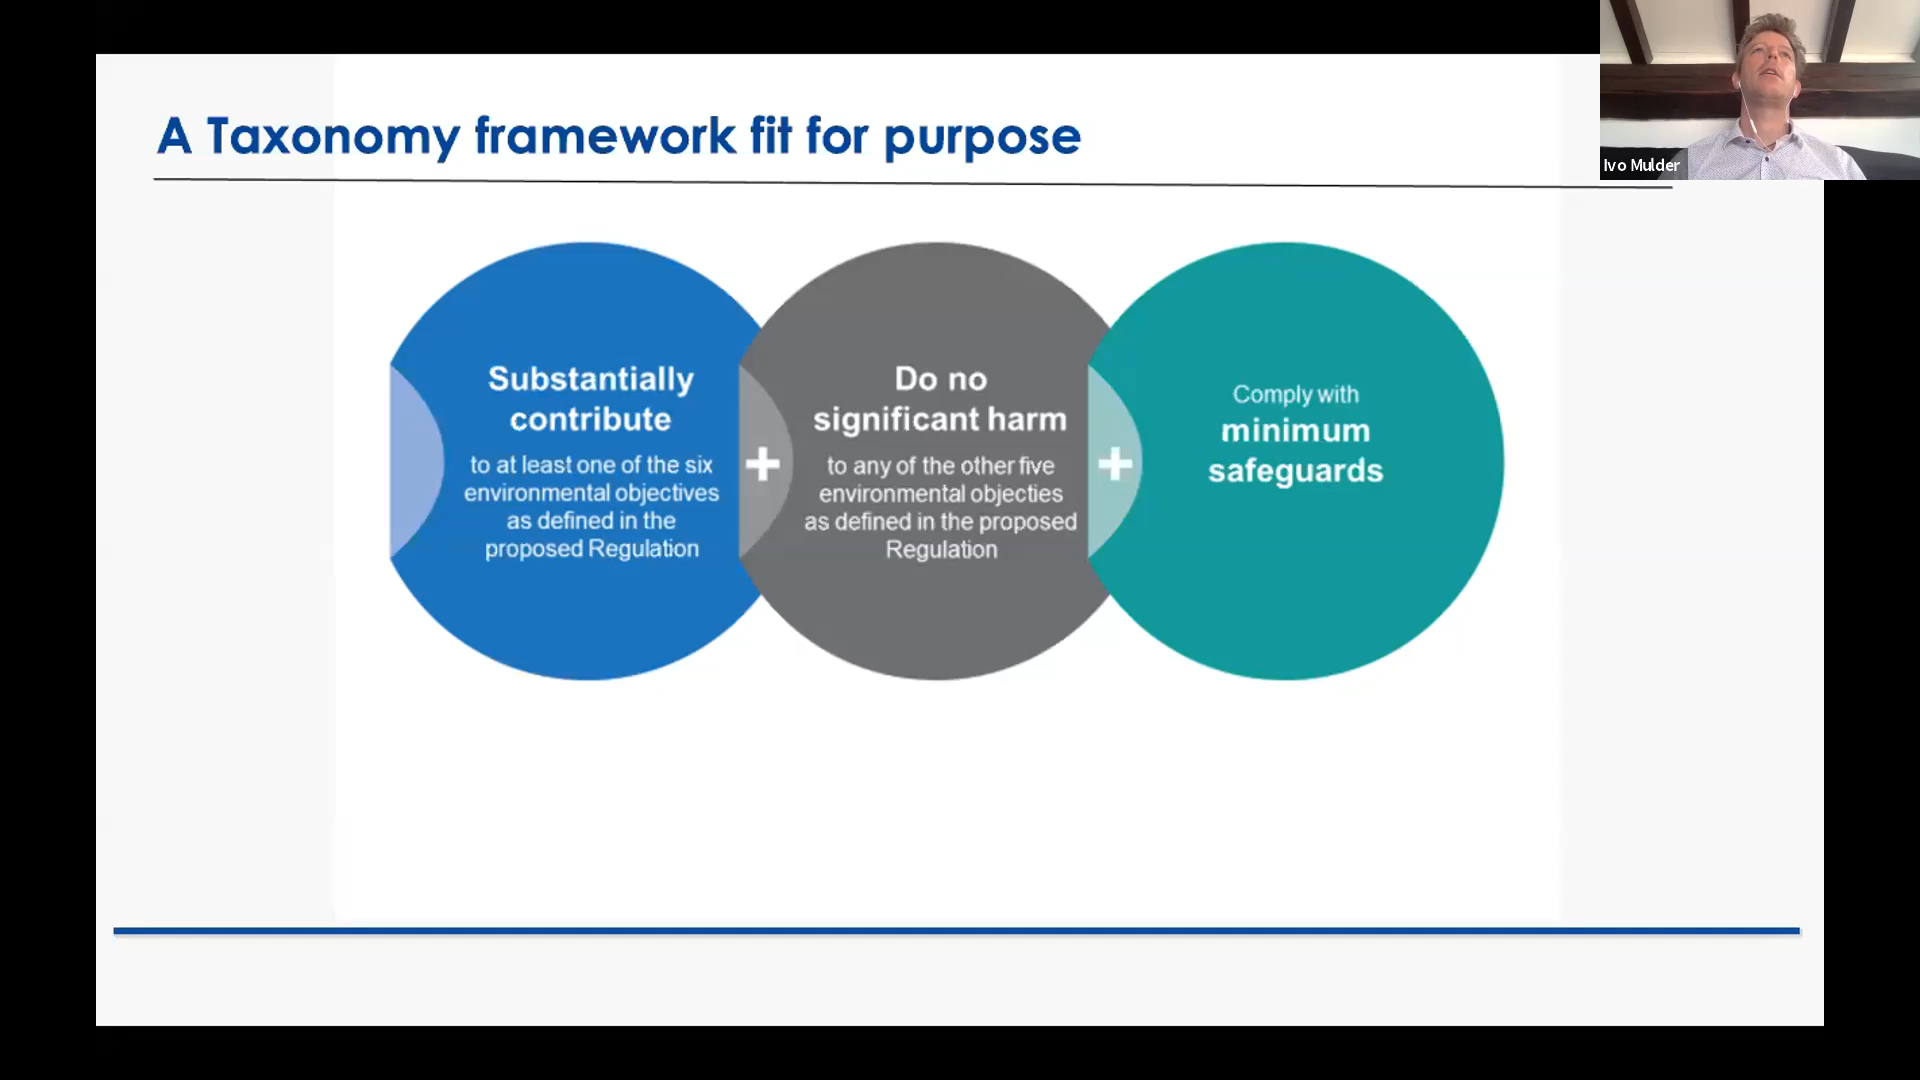 A Taxonomy framework fit for purpose
Ivo Mulder
Substantially
contribute
to at least one of the six
environmental objectives
as defined in the
proposed Regulation
+
Do no
significant harm
to any of the other five
environmental objecties
as defined in the proposed
Regulation
+
Comply with
minimum
safeguards